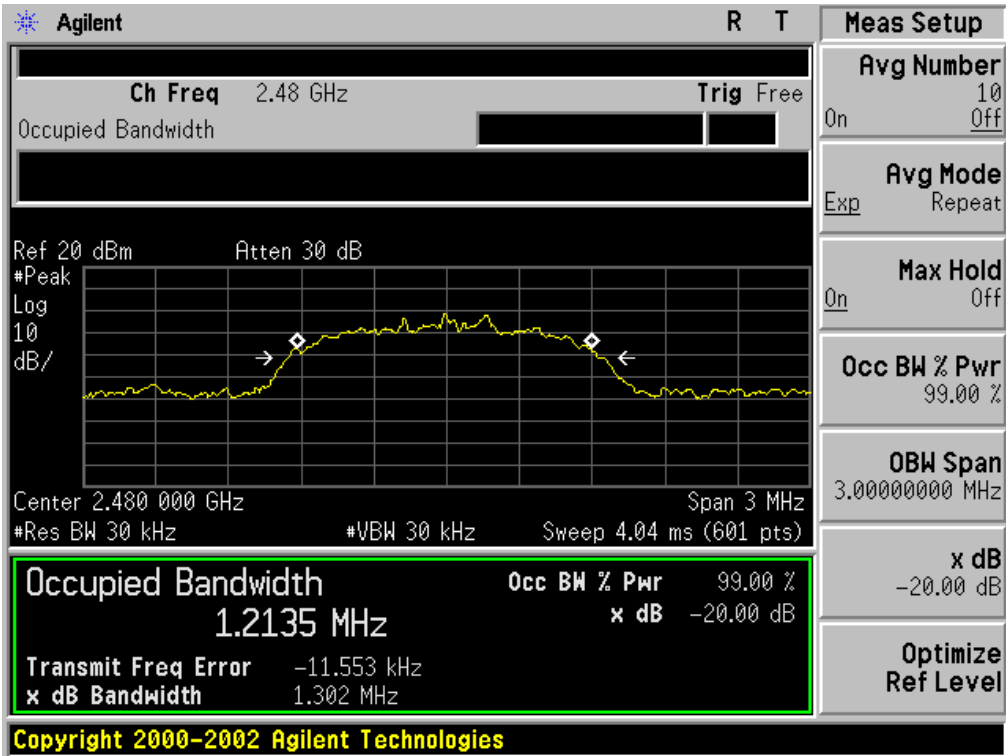 Agilent R T
Meas Setup
Ch Freq 2.48 GHz Trig Free
Occupied Bandwidth
Ref 20 dBm Atten 30 dB
#Peak
Log
10
dB/
Center 2.480 000 GHz Span 3 MHz
#Res BW 30 kHz #VBW 30 kHz Sweep 4.04 ms (601 pts)
Occupied Bandwidth Occ BW % Pwr 99.00 %
1.2135 MHz x dB -20.00 dB
Transmit Freq Error -11.553 kHz
x dB Bandwidth 1.302 MHz
Copyright 2000-2002 Agilent Technologies
Avg Number
10
On Off
Avg Mode
Exp Repeat
Max Hold
On Off
Occ BW % Pwr
99.00 %
OBW Span
3.00000000 MHz
x dB
-20.00 dB
Optimize
Ref Level